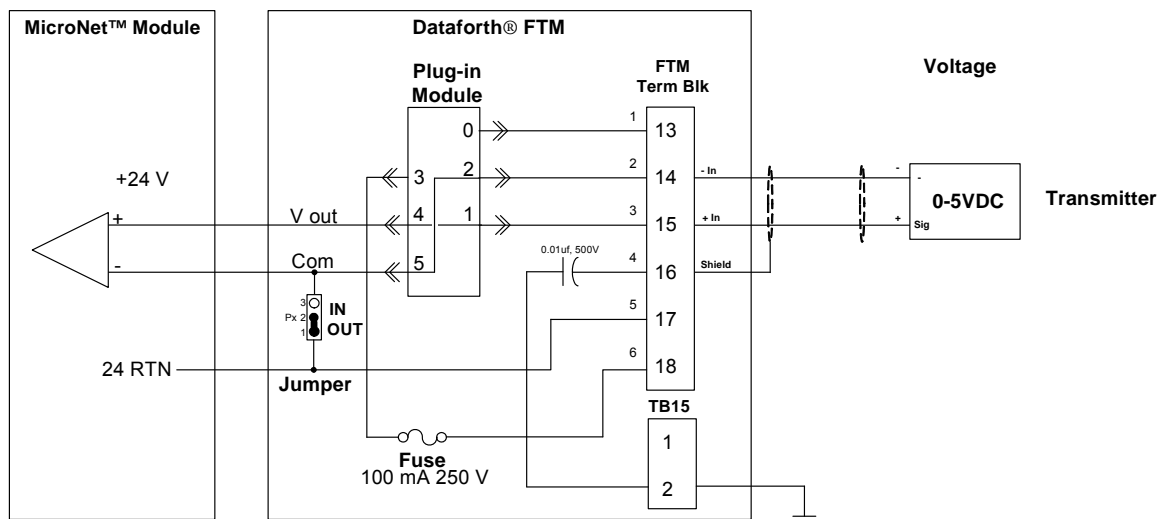 MicroNet™ Module
Dataforth® FTM
Plug-in
Module
FTM
Term Blk
Voltage
0
1
13
+24 V
3
2
2
14
- In
-
-
0-5VDC
Transmitter
+
V out
4
1
3
15
+ In
+
Sig
-
Com
5
0.01uf, 500V
4
16
Shield
3
Px 2
1
IN
OUT
5
17
24 RTN
Jumper
6
18
TB15
1
2
Fuse
100 mA 250 V